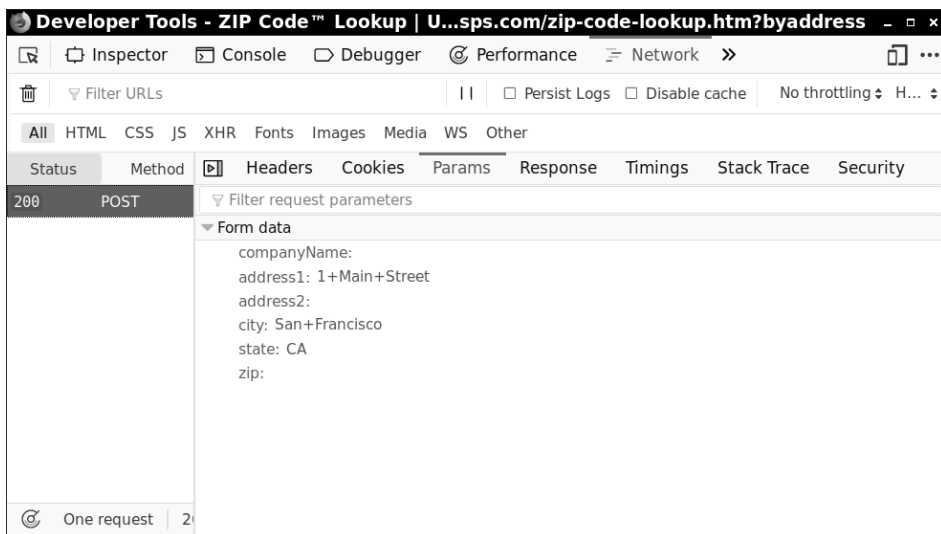 Developer Tools - ZIP Code™ Lookup | U...sps.com/zip-code-lookup.htm?byaddress
Inspector Console Debugger Performance Network
Filter URLs Persist Logs Disable cache No throttling H...
All HTML CSS JS XHR Fonts Images Media WS Other
Status Method Headers Cookies Params Response Timings Stack Trace Security
200 POST Filter request parameters
Form data
companyName:
address1: 1+Main+Street
address2:
city: San+Francisco
state: CA
zip:
One request